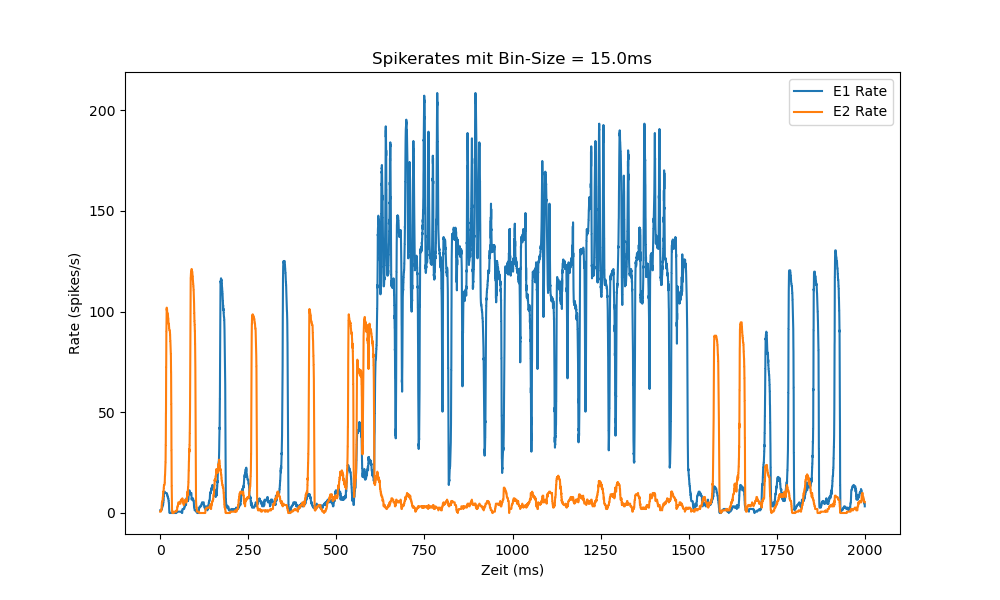 Spikerates mit Bin-Size = 15.0ms
E1 Rate
E2 Rate
Rate (spikes/s)
200
150
100
50
0
0 250 500 750 1000 1250 1500 1750 2000
Zeit (ms)